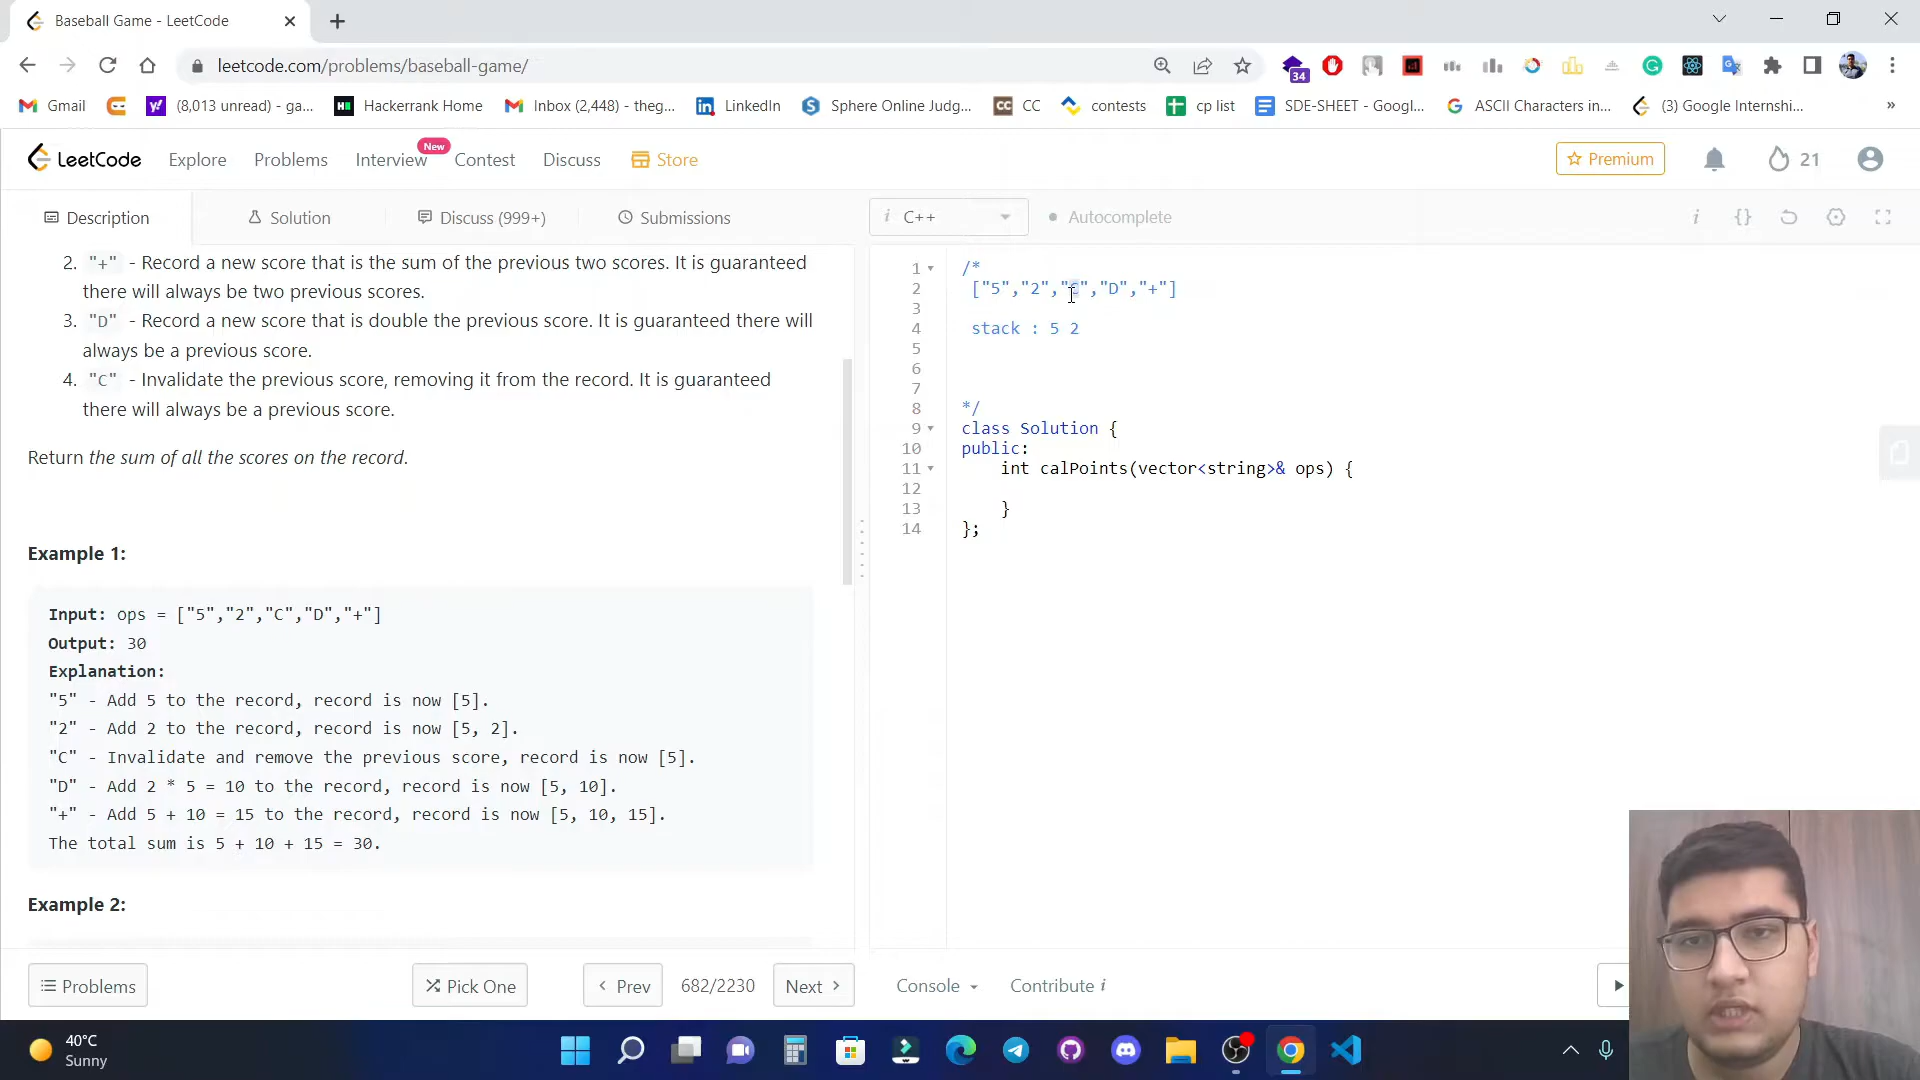 Baseball Game - LeetCode
leetcode.com/problems/baseball-game/
34
Gmail
(8,013 unread) - ga...
Hackerrank Home
Inbox (2,448) - theg...
LinkedIn
Sphere Online Judg...
CC
contests
cp list
SDE-SHEET - Googl...
ASCII Characters in...
(3) Google Internshi...
»
LeetCode
Explore
Problems
Interview
New
Contest
Discuss
Store
Premium
21
Description
Solution
Discuss (999+)
Submissions
i C++
Autocomplete
2. "+" - Record a new score that is the sum of the previous two scores. It is guaranteed
there will always be two previous scores.
3. "D" - Record a new score that is double the previous score. It is guaranteed there will
always be a previous score.
4. "C" - Invalidate the previous score, removing it from the record. It is guaranteed
there will always be a previous score.
Return the sum of all the scores on the record.
Example 1:
Input: ops = ["5","2","C","D","+"]
Output: 30
Explanation:
"5" - Add 5 to the record, record is now [5].
"2" - Add 2 to the record, record is now [5, 2].
"C" - Invalidate and remove the previous score, record is now [5].
"D" - Add 2 * 5 = 10 to the record, record is now [5, 10].
"+" - Add 5 + 10 = 15 to the record, record is now [5, 10, 15].
The total sum is 5 + 10 + 15 = 30.
Example 2:
1 /*
2 ["5","2","C","D","+"]
3
4 stack : 5 2
5
6
7
8 */
9 class Solution {
10 public:
11 int calPoints(vector<string>& ops) {
12
13 }
14 };
Problems
Pick One
Prev
682/2230
Next
Console
Contribute i
40°C
Sunny